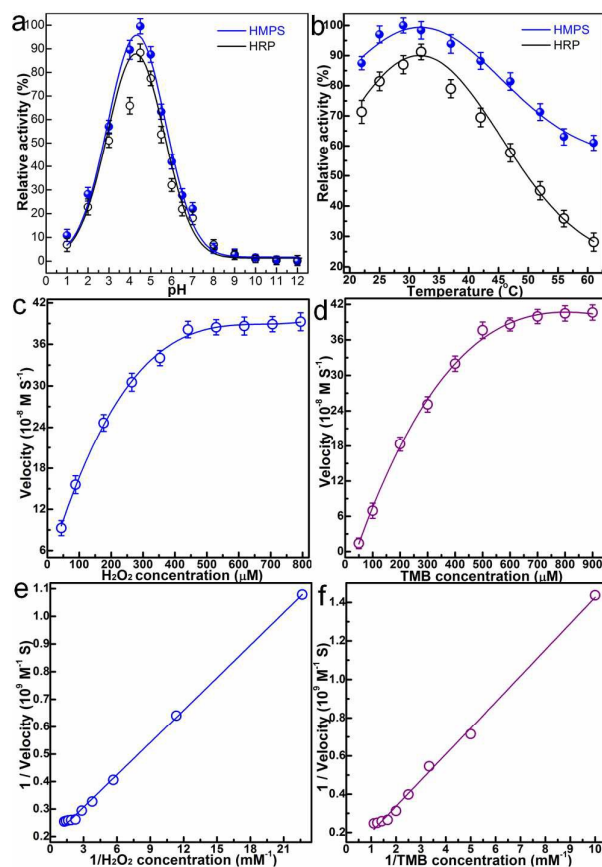 a
HMPS
HRP
Relative activity (%)
100
90
80
70
60
50
40
30
20
10
0
0 1 2 3 4 5 6 7 8 9 10 11 12
pH
b
HMPS
HRP
Relative activity (%)
100
90
80
70
60
50
40
30
20
20 25 30 35 40 45 50 55 60
Temperature (°C)
c
Velocity (10⁻⁸ M S⁻¹)
42
36
30
24
18
12
6
0 100 200 300 400 500 600 700 800
H₂O₂ concentration (μM)
d
Velocity (10⁻⁸ M S⁻¹)
42
36
30
24
18
12
6
0
0 100 200 300 400 500 600 700 800 900
TMB concentration (μM)
e
1 / Velocity (10⁹ M⁻¹ S)
1.1
1.0
0.8
0.7
0.6
0.4
0.3
0.2
0 3 6 9 12 15 18 21
1/H₂O₂ concentration (mM⁻¹)
f
1 / Velocity (10⁹ M⁻¹ S)
1.4
1.2
1.0
0.8
0.6
0.4
0.2
0 1 2 3 4 5 6 7 8 9 10
1/TMB concentration (mM⁻¹)